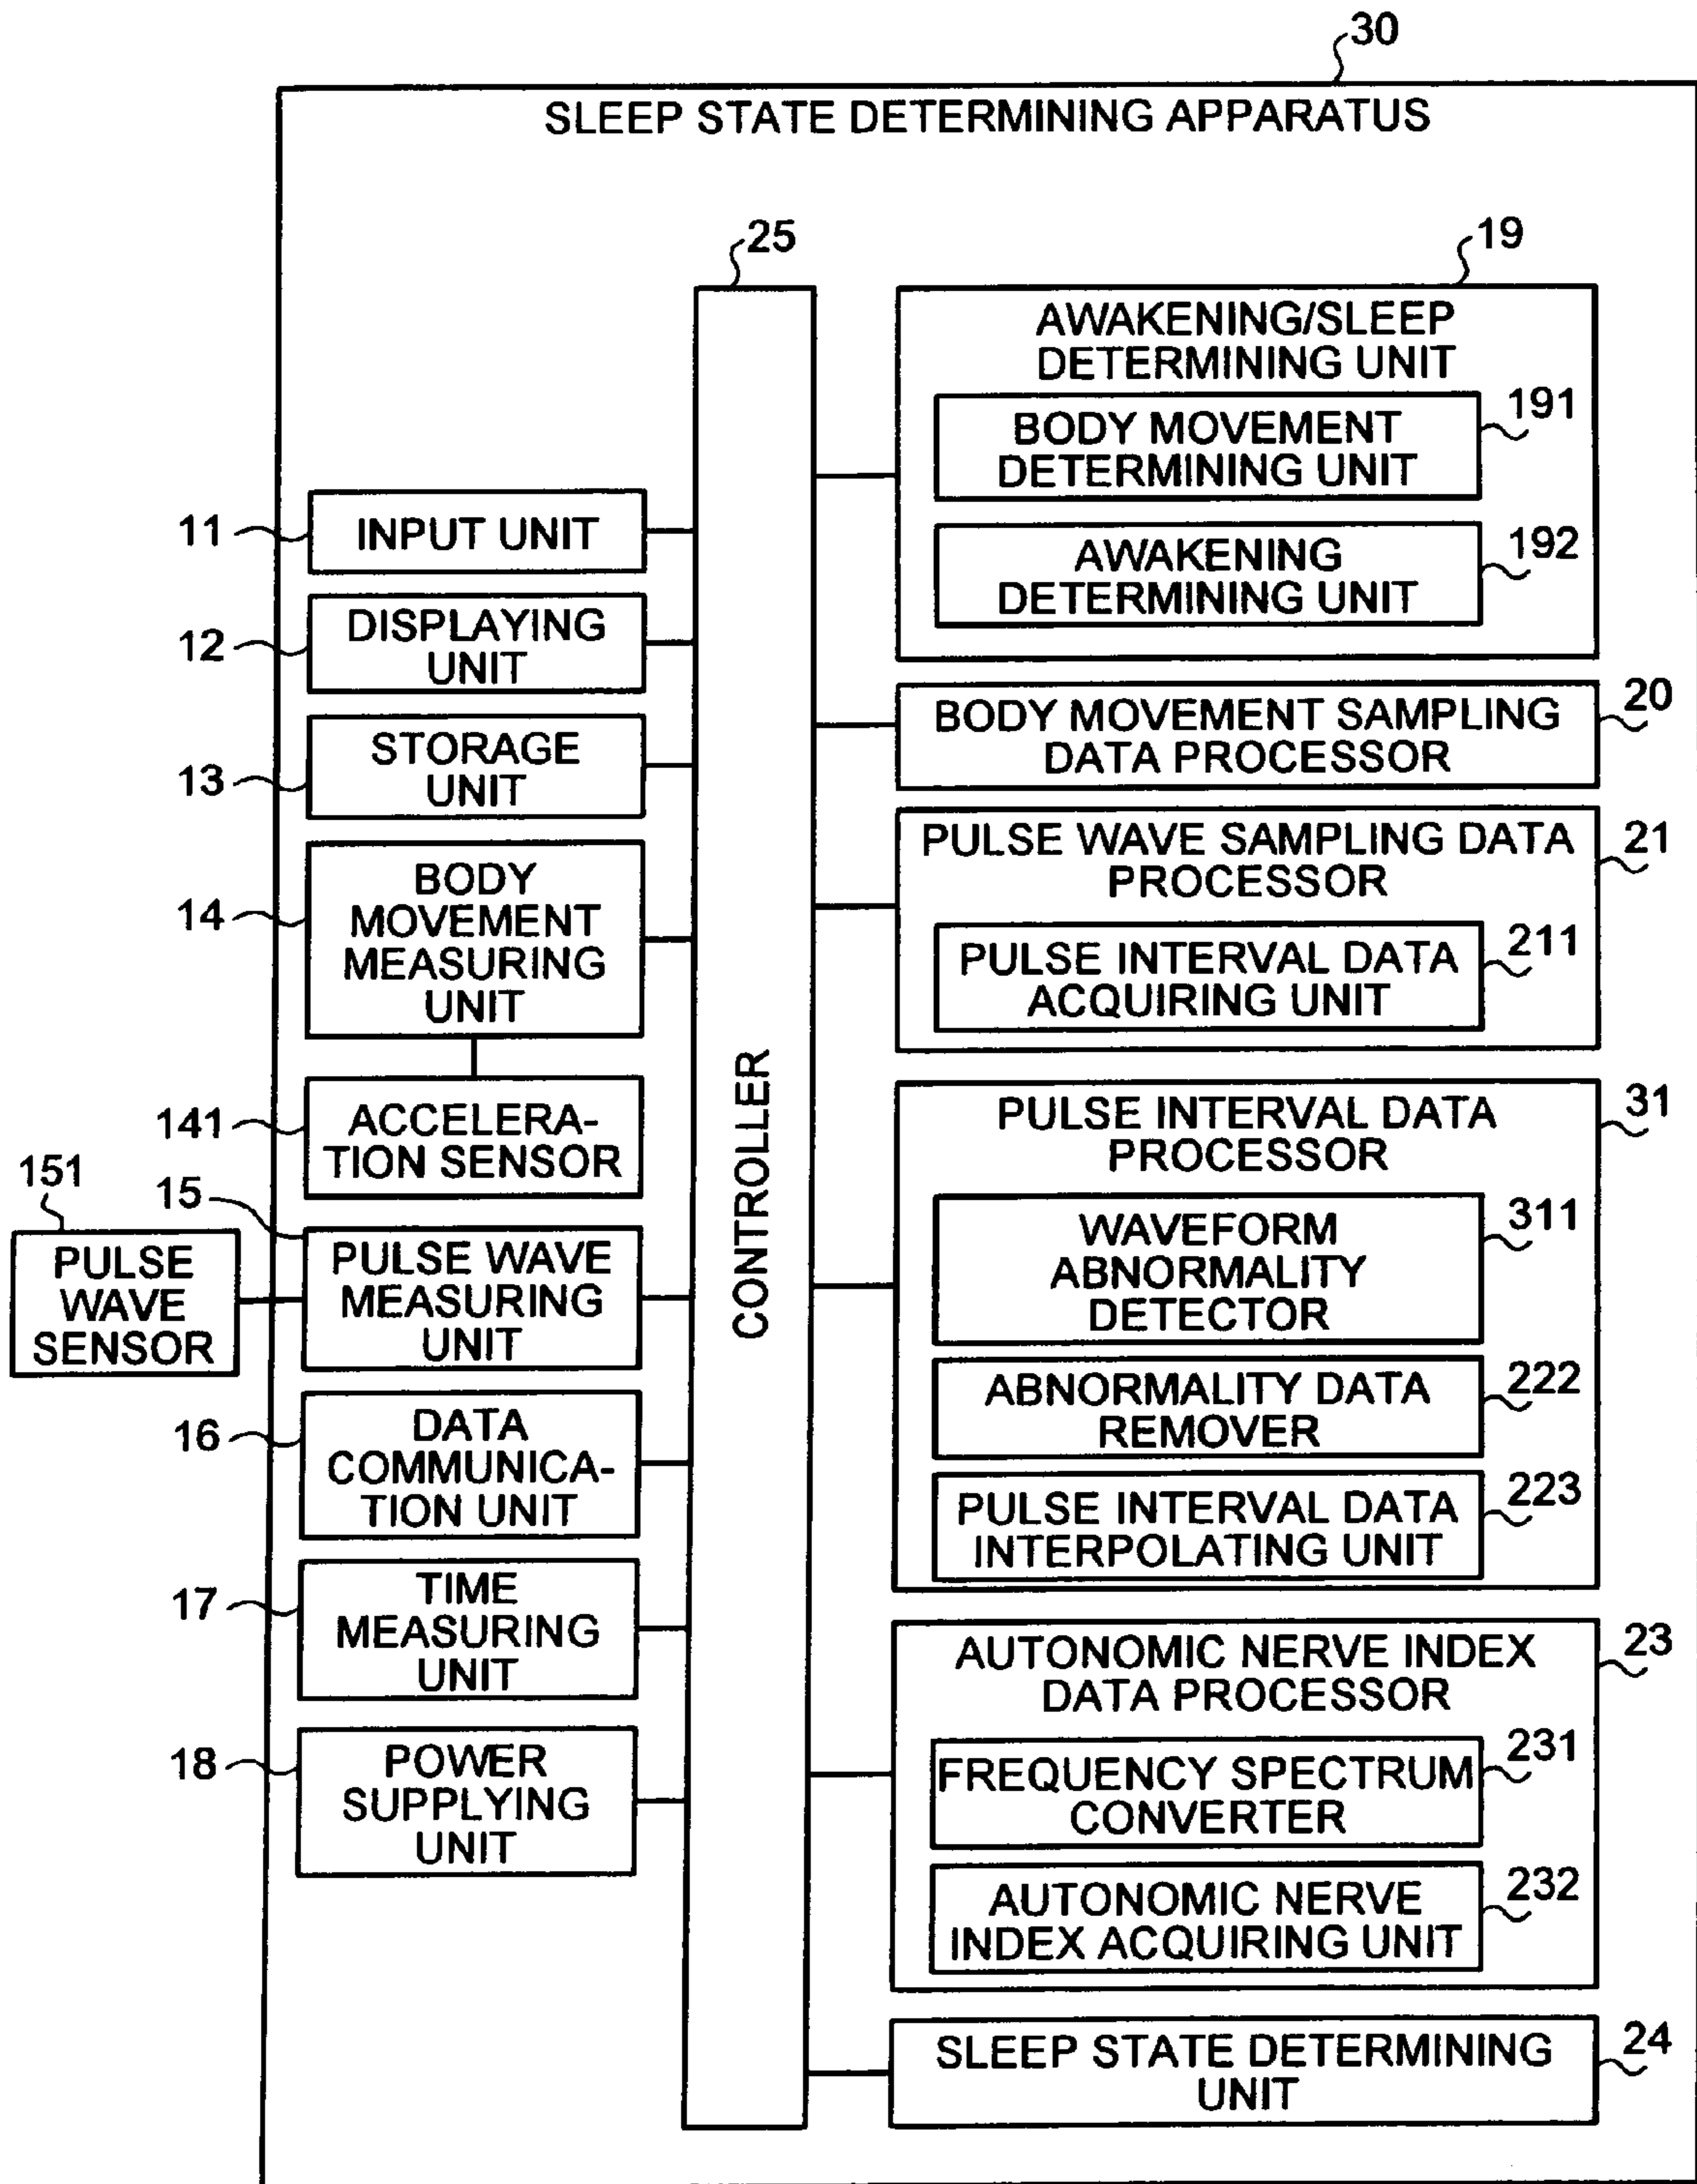 30
SLEEP STATE DETERMINING APPARATUS
25
11
INPUT UNIT
12
DISPLAYING
UNIT
13
STORAGE
UNIT
14
BODY
MOVEMENT
MEASURING
UNIT
141
ACCELERA-
TION SENSOR
151
PULSE
WAVE
SENSOR
15
PULSE WAVE
MEASURING
UNIT
16
DATA
COMMUNICA-
TION UNIT
17
TIME
MEASURING
UNIT
18
POWER
SUPPLYING
UNIT
CONTROLLER
19
AWAKENING/SLEEP
DETERMINING UNIT
191
BODY MOVEMENT
DETERMINING UNIT
192
AWAKENING
DETERMINING UNIT
20
BODY MOVEMENT SAMPLING
DATA PROCESSOR
21
PULSE WAVE SAMPLING DATA
PROCESSOR
211
PULSE INTERVAL DATA
ACQUIRING UNIT
31
PULSE INTERVAL DATA
PROCESSOR
311
WAVEFORM
ABNORMALITY
DETECTOR
222
ABNORMALITY DATA
REMOVER
223
PULSE INTERVAL DATA
INTERPOLATING UNIT
23
AUTONOMIC NERVE INDEX
DATA PROCESSOR
231
FREQUENCY SPECTRUM
CONVERTER
232
AUTONOMIC NERVE
INDEX ACQUIRING UNIT
24
SLEEP STATE DETERMINING
UNIT